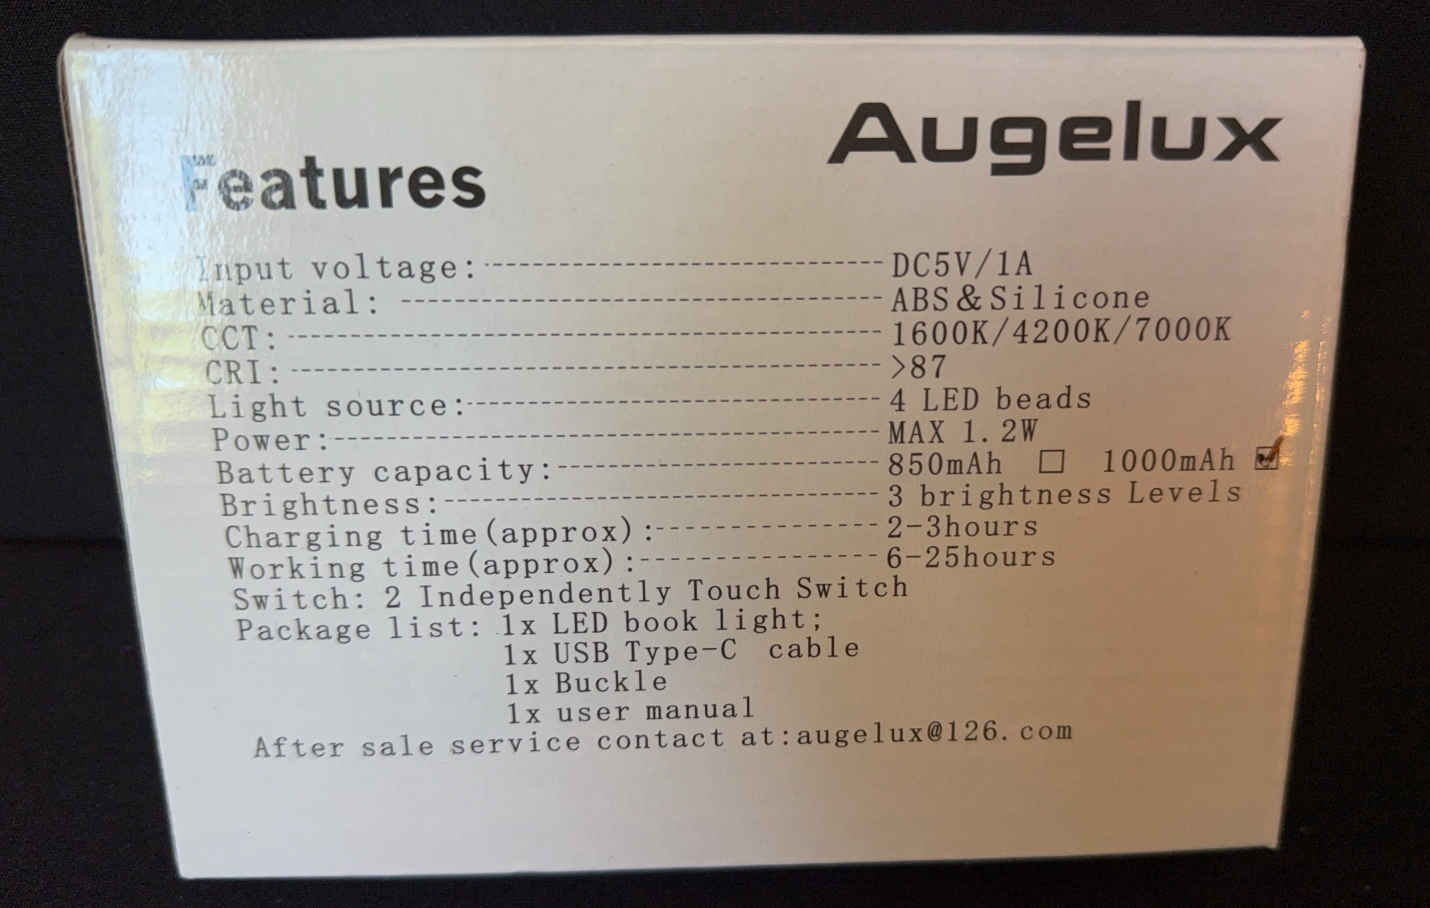 Augelux
Features
Input voltage: DC5V/1A
Material: ABS&Silicone
CCT: 1600K/4200K/7000K
CRI: >87
Light source: 4 LED beads
Power: MAX 1.2W
Battery capacity: 850mAh ☐ 1000mAh ☑
Brightness: 3 brightness Levels
Charging time(approx): 2-3hours
Working time(approx): 6-25hours
Switch: 2 Independently Touch Switch
Package list: 1x LED book light;
1x USB Type-C cable
1x Buckle
1x user manual
After sale service contact at:augelux@126.com